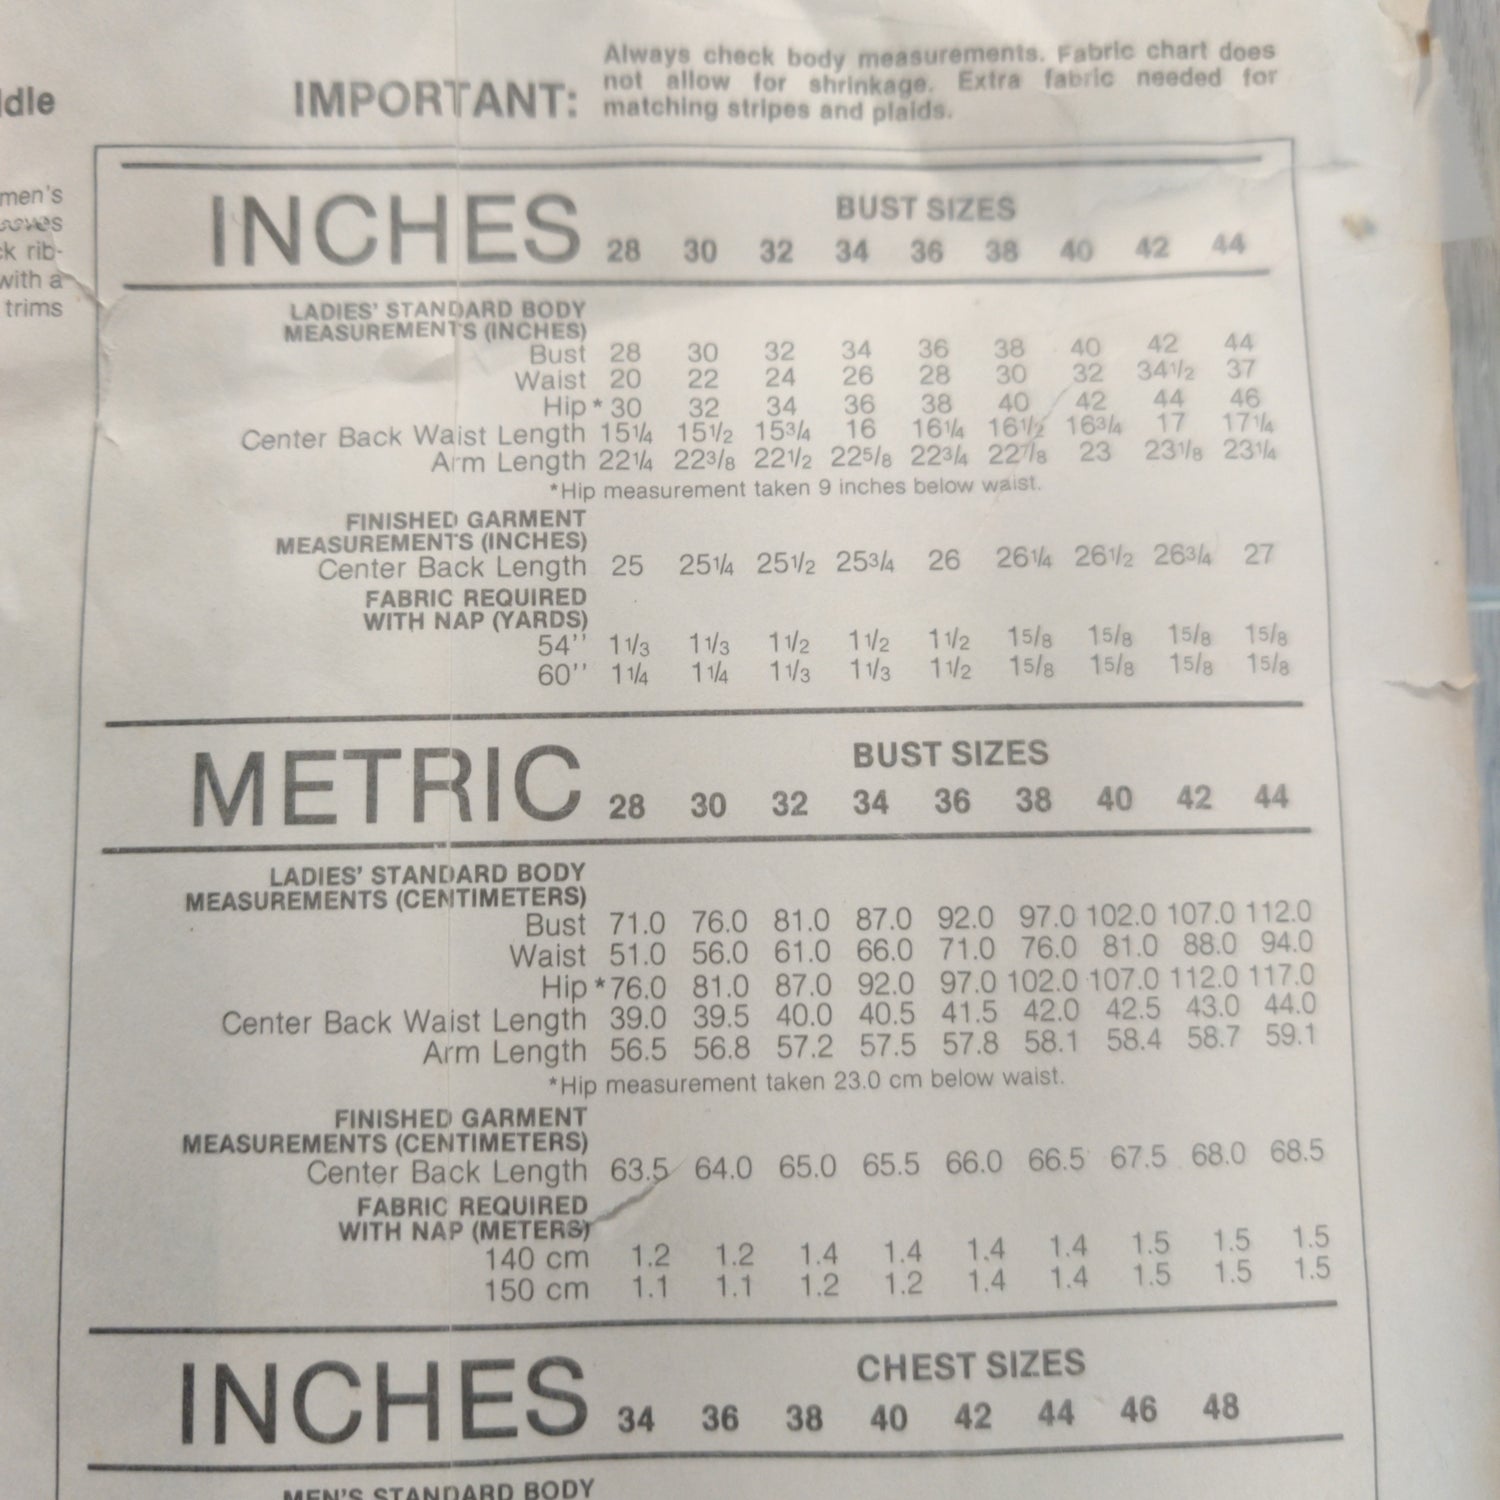 ddle
men's
eeves
ck rib-
with a
trims
IMPORTANT:
Always check body measurements. Fabric chart does
not allow for shrinkage. Extra fabric needed for
matching stripes and plaids.
INCHES
BUST SIZES
28 30 32 34 36 38 40 42 44
LADIES' STANDARD BODY
MEASUREMENTS (INCHES)
Bust 28 30 32 34 36 38 40 42 44
Waist 20 22 24 26 28 30 32 34½ 37
Hip * 30 32 34 36 38 40 42 44 46
Center Back Waist Length 15¼ 15½ 15¾ 16 16¼ 16½ 16¾ 17 17¼
Arm Length 22¼ 22⅜ 22½ 22⅝ 22¾ 22⅞ 23 23⅛ 23¼
*Hip measurement taken 9 inches below waist.
FINISHED GARMENT
MEASUREMENTS (INCHES)
Center Back Length 25 25¼ 25½ 25¾ 26 26¼ 26½ 26¾ 27
FABRIC REQUIRED
WITH NAP (YARDS)
54'' 1⅓ 1⅓ 1½ 1½ 1½ 1⅝ 1⅝ 1⅝ 1⅝
60'' 1¼ 1¼ 1⅓ 1⅓ 1½ 1⅝ 1⅝ 1⅝ 1⅝
METRIC
BUST SIZES
28 30 32 34 36 38 40 42 44
LADIES' STANDARD BODY
MEASUREMENTS (CENTIMETERS)
Bust 71.0 76.0 81.0 87.0 92.0 97.0 102.0 107.0 112.0
Waist 51.0 56.0 61.0 66.0 71.0 76.0 81.0 88.0 94.0
Hip *76.0 81.0 87.0 92.0 97.0 102.0 107.0 112.0 117.0
Center Back Waist Length 39.0 39.5 40.0 40.5 41.5 42.0 42.5 43.0 44.0
Arm Length 56.5 56.8 57.2 57.5 57.8 58.1 58.4 58.7 59.1
*Hip measurement taken 23.0 cm below waist.
FINISHED GARMENT
MEASUREMENTS (CENTIMETERS)
Center Back Length 63.5 64.0 65.0 65.5 66.0 66.5 67.5 68.0 68.5
FABRIC REQUIRED
WITH NAP (METERS)
140 cm 1.2 1.2 1.4 1.4 1.4 1.4 1.5 1.5 1.5
150 cm 1.1 1.1 1.2 1.2 1.4 1.4 1.5 1.5 1.5
INCHES
CHEST SIZES
34 36 38 40 42 44 46 48
MEN'S STANDARD BODY